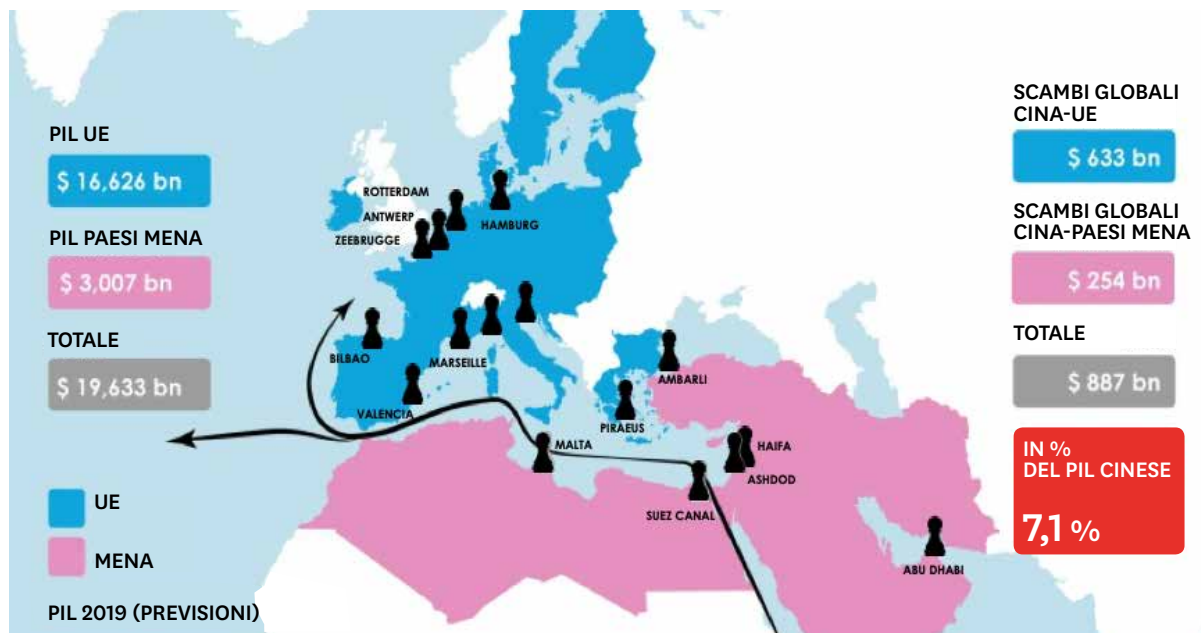 PIL UE
$ 16,626 bn
PIL PAESI MENA
$ 3,007 bn
TOTALE
$ 19,633 bn
UE
MENA
PIL 2019 (PREVISIONI)
ROTTERDAM
ANTWERP
ZEEBRUGGE
HAMBURG
BILBAO
MARSEILLE
VALENCIA
AMBARLI
PIRAEUS
MALTA
HAIFA
ASHDOD
SUEZ CANAL
ABU DHABI
SCAMBI GLOBALI
CINA-UE
$ 633 bn
SCAMBI GLOBALI
CINA-PAESI MENA
$ 254 bn
TOTALE
$ 887 bn
IN %
DEL PIL CINESE
7,1 %